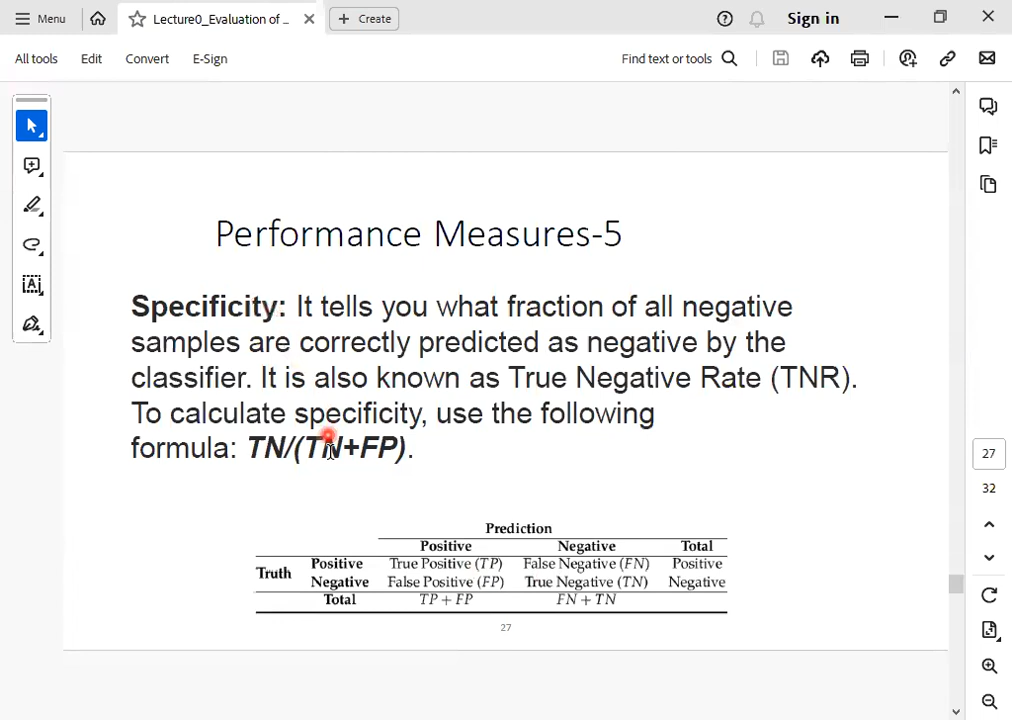 Menu
Lecture0_Evaluation of ...
Create
Sign in
All tools
Edit
Convert
E-Sign
Find text or tools
Performance Measures-5
Specificity: It tells you what fraction of all negative
samples are correctly predicted as negative by the
classifier. It is also known as True Negative Rate (TNR).
To calculate specificity, use the following
formula: TN/(TN+FP).
Prediction
Positive Negative Total
Truth Positive True Positive (TP) False Negative (FN) Positive
Negative False Positive (FP) True Negative (TN) Negative
Total TP + FP FN + TN
27
27
32